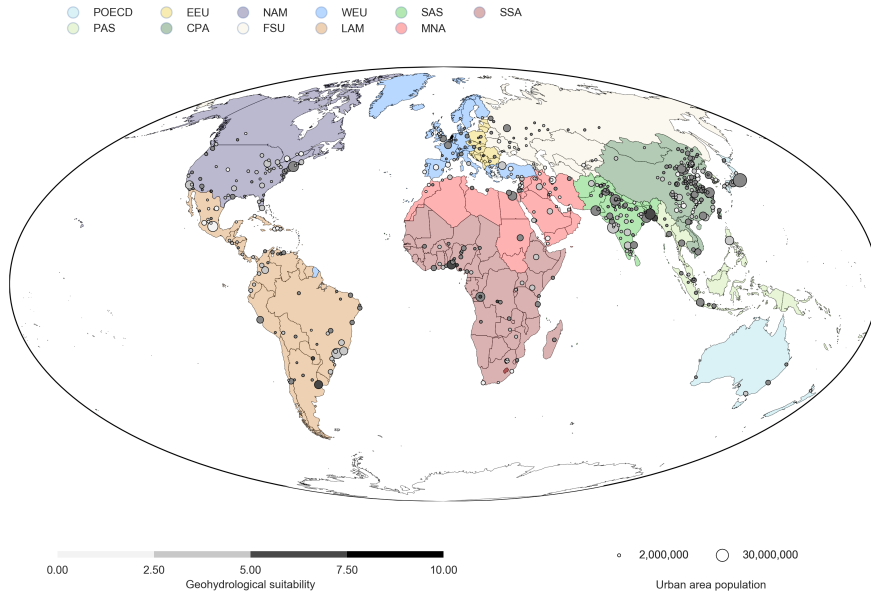 POECD EEU NAM WEU SAS SSA
PAS CPA FSU LAM MNA
0.00 2.50 5.00 7.50 10.00
Geohydrological suitability
2,000,000 30,000,000
Urban area population